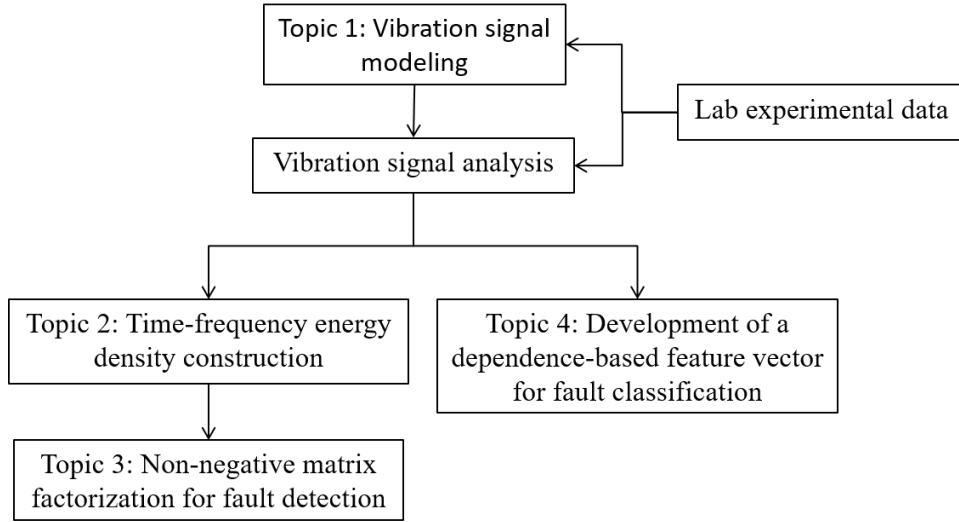 Topic 1: Vibration signal
modeling
Lab experimental data
Vibration signal analysis
Topic 2: Time-frequency energy
density construction
Topic 4: Development of a
dependence-based feature vector
for fault classification
Topic 3: Non-negative matrix
factorization for fault detection